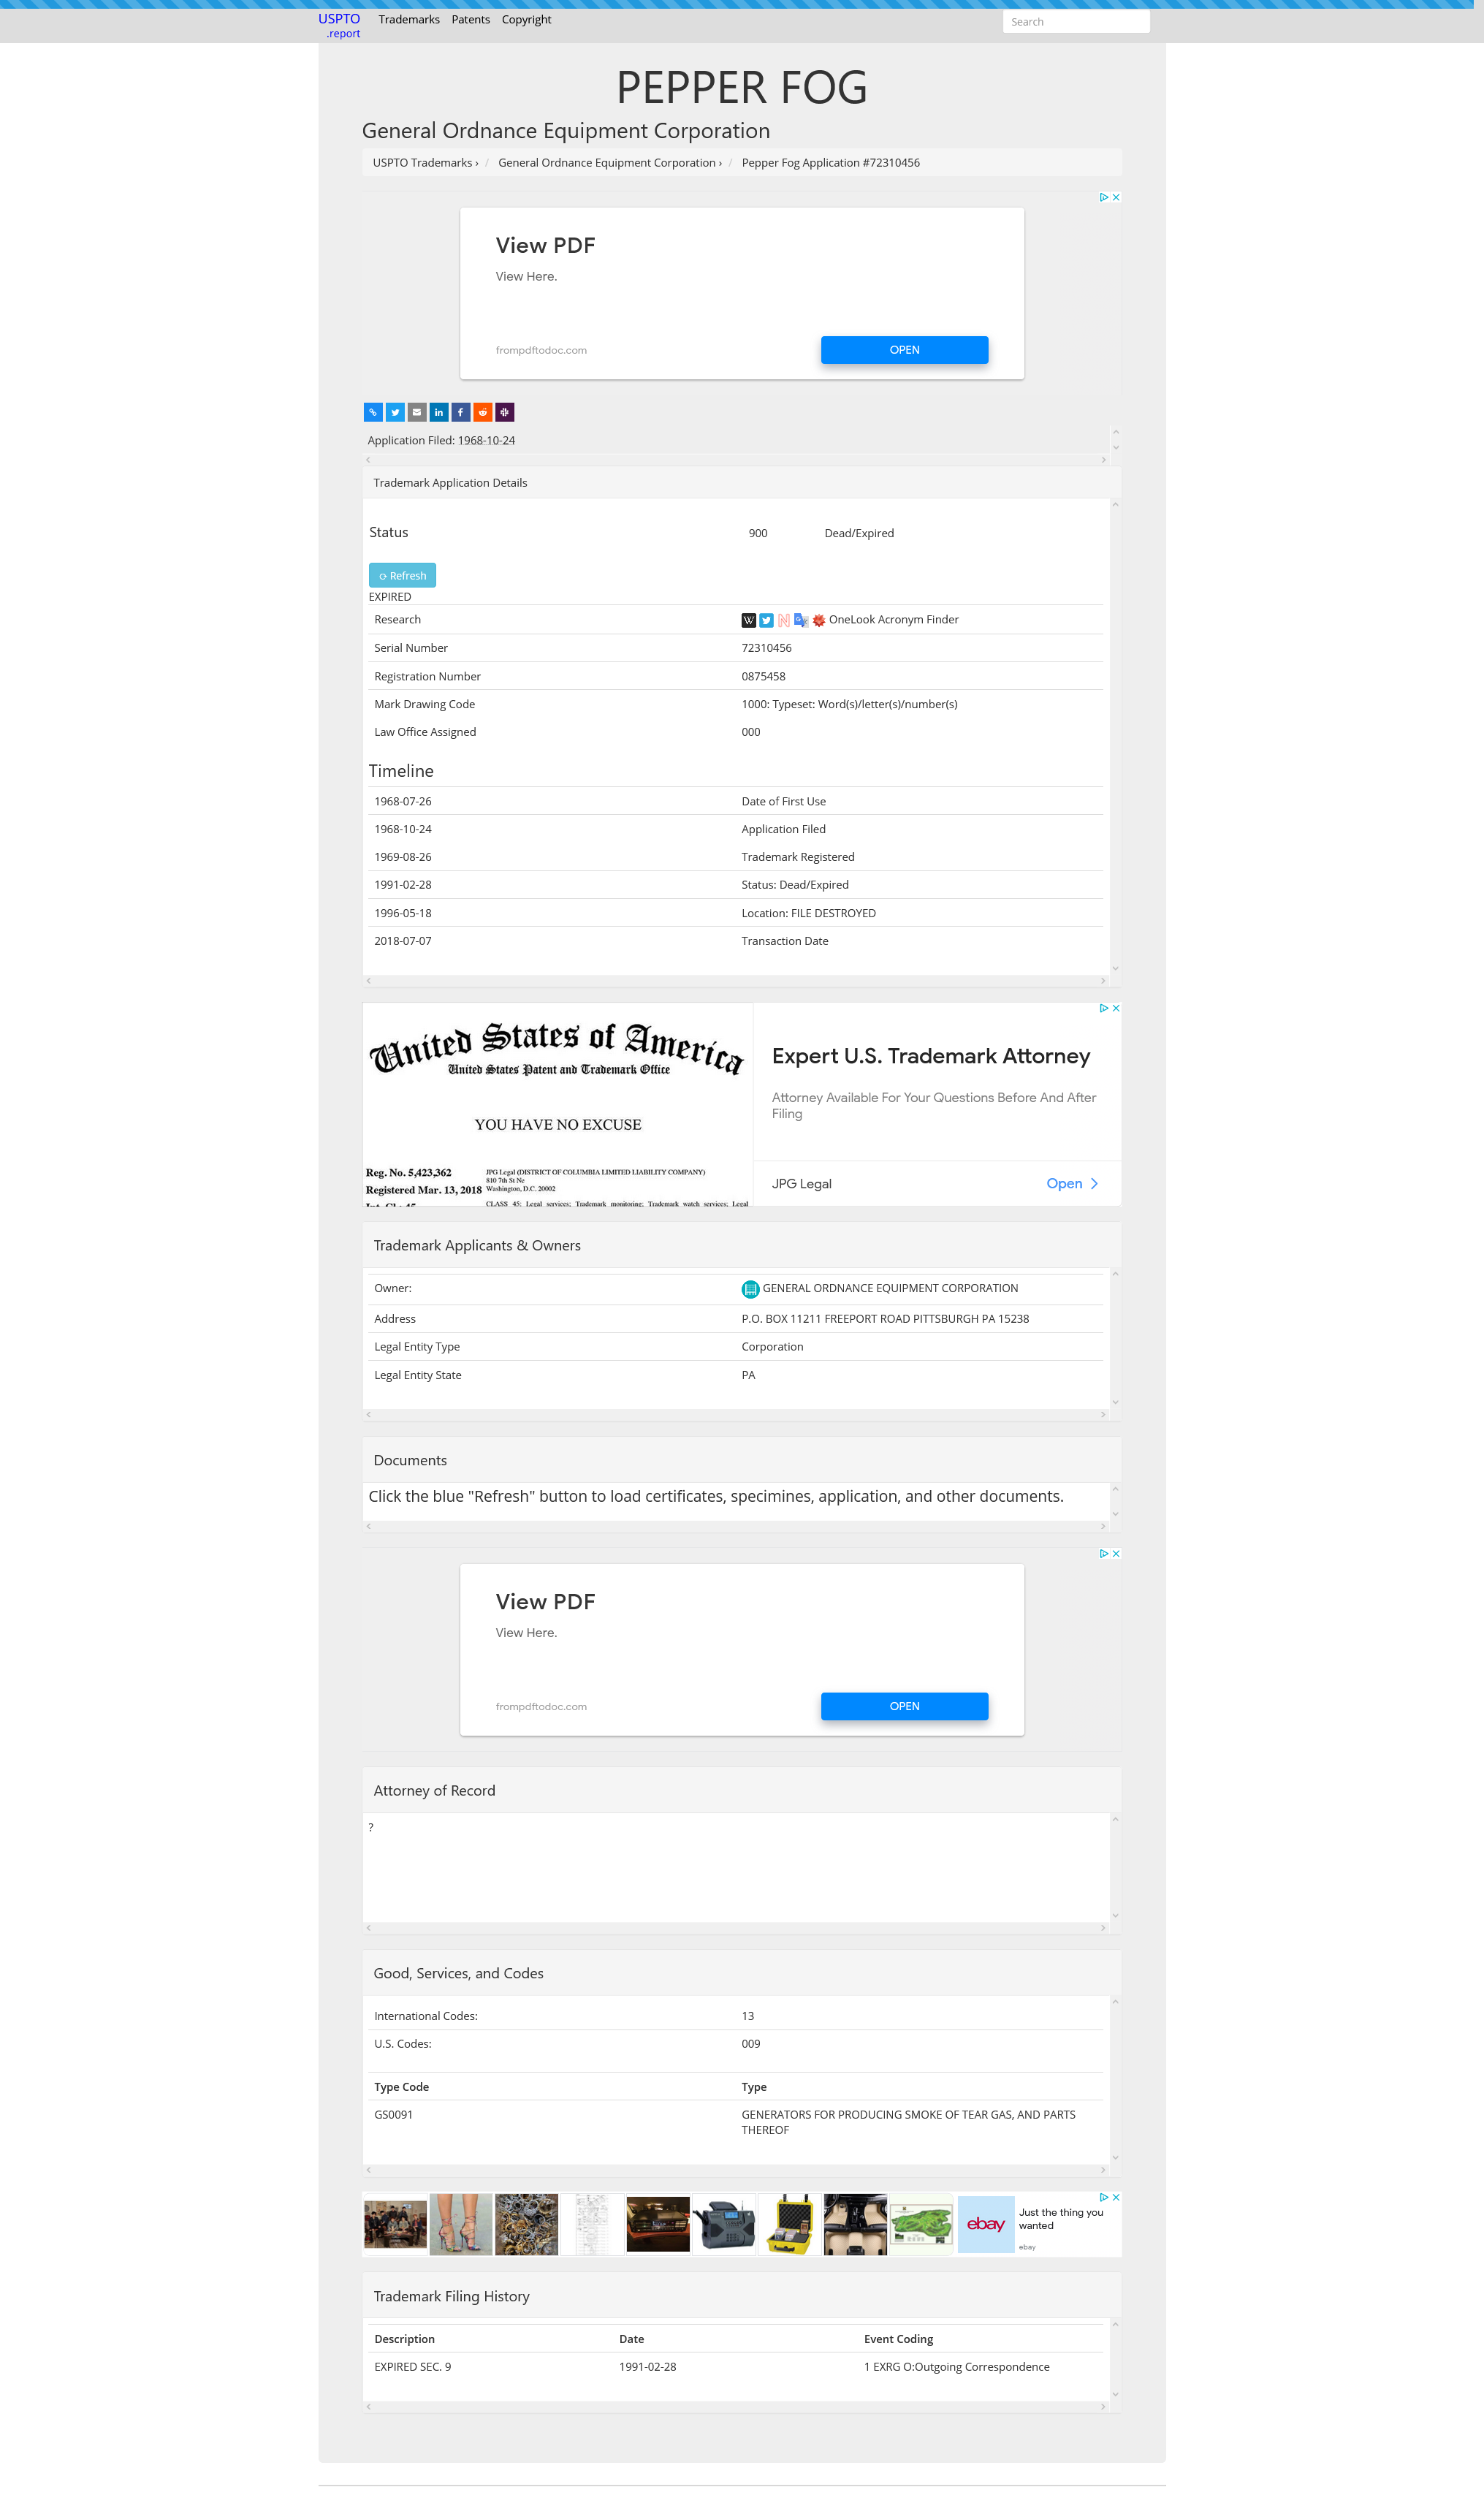 USPTO
.report
Trademarks Patents Copyright
Search
PEPPER FOG
General Ordnance Equipment Corporation
USPTO Trademarks › / General Ordnance Equipment Corporation › / Pepper Fog Application #72310456
View PDF
View Here.
frompdftodoc.com
OPEN
Application Filed: 1968-10-24
Trademark Application Details
Status 900 Dead/Expired
Refresh
EXPIRED
Research OneLook Acronym Finder
Serial Number 72310456
Registration Number 0875458
Mark Drawing Code 1000: Typeset: Word(s)/letter(s)/number(s)
Law Office Assigned 000
Timeline
1968-07-26 Date of First Use
1968-10-24 Application Filed
1969-08-26 Trademark Registered
1991-02-28 Status: Dead/Expired
1996-05-18 Location: FILE DESTROYED
2018-07-07 Transaction Date
United States of America
United States Patent and Trademark Office
YOU HAVE NO EXCUSE
Reg. No. 5,423,362
Registered Mar. 13, 2018
JPG Legal (DISTRICT OF COLUMBIA LIMITED LIABILITY COMPANY)
810 7th St Ne
Washington, D.C. 20002
CLASS 45: Legal services; Trademark monitoring; Trademark watch services; Legal
Expert U.S. Trademark Attorney
Attorney Available For Your Questions Before And After
Filing
JPG Legal
Open
Trademark Applicants & Owners
Owner: GENERAL ORDNANCE EQUIPMENT CORPORATION
Address P.O. BOX 11211 FREEPORT ROAD PITTSBURGH PA 15238
Legal Entity Type Corporation
Legal Entity State PA
Documents
Click the blue "Refresh" button to load certificates, specimines, application, and other documents.
View PDF
View Here.
frompdftodoc.com
OPEN
Attorney of Record
?
Good, Services, and Codes
International Codes: 13
U.S. Codes: 009
Type Code Type
GS0091 GENERATORS FOR PRODUCING SMOKE OF TEAR GAS, AND PARTS
THEREOF
ebay
Just the thing you
wanted
ebay
Trademark Filing History
Description Date Event Coding
EXPIRED SEC. 9 1991-02-28 1 EXRG O:Outgoing Correspondence